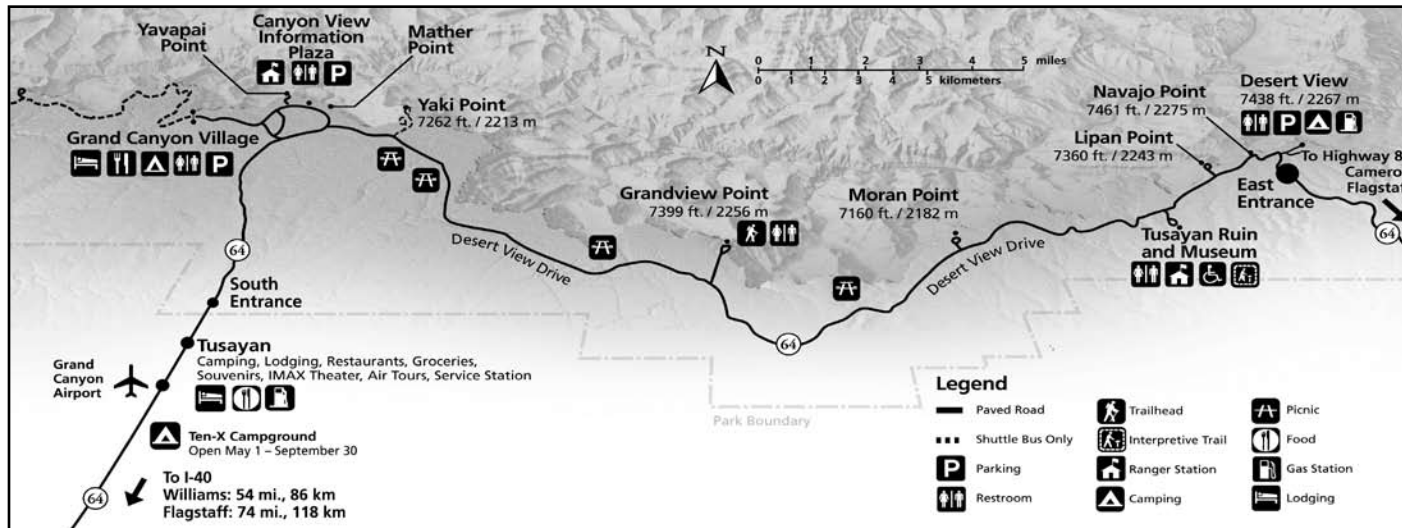 Yavapai
Point
Canyon View
Information
Plaza
Mather
Point
N
0 1 2 3 4 5 miles
0 1 2 3 4 5 kilometers
Yaki Point
7262 ft. / 2213 m
Grand Canyon Village
Navajo Point
7461 ft. / 2275 m
Desert View
7438 ft. / 2267 m
Lipan Point
7360 ft. / 2243 m
To Highway 8
Camero
Flagstaf
East
Entrance
64
Grandview Point
7399 ft. / 2256 m
Moran Point
7160 ft. / 2182 m
Tusayan Ruin
and Museum
Desert View Drive
Desert View Drive
64
64
South
Entrance
Tusayan
Camping, Lodging, Restaurants, Groceries,
Souvenirs, IMAX Theater, Air Tours, Service Station
Grand
Canyon
Airport
Ten-X Campground
Open May 1 – September 30
To I-40
Williams: 54 mi., 86 km
Flagstaff: 74 mi., 118 km
64
Park Boundary
Legend
Paved Road
Shuttle Bus Only
P Parking
Restroom
Trailhead
Interpretive Trail
Ranger Station
Camping
Picnic
Food
Gas Station
Lodging